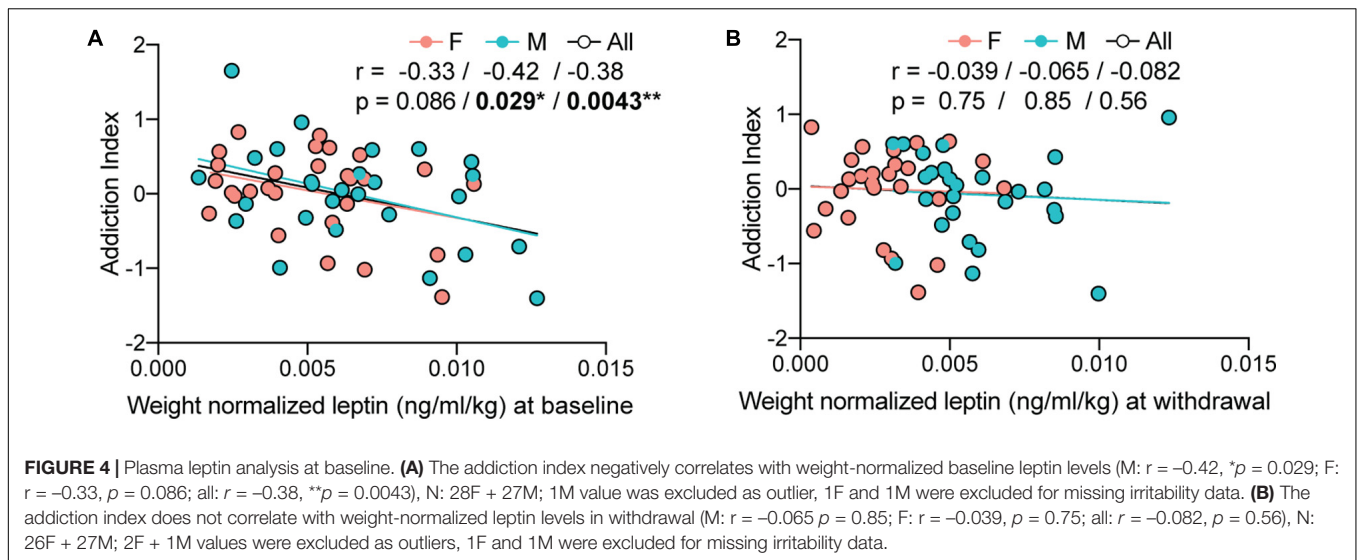 A
F M All
r = -0.33 / -0.42 / -0.38
p = 0.086 / 0.029* / 0.0043**
2
1
0
-1
-2
Addiction Index
0.000 0.005 0.010 0.015
Weight normalized leptin (ng/ml/kg) at baseline
B
F M All
r = -0.039 / -0.065 / -0.082
p = 0.75 / 0.85 / 0.56
2
1
0
-1
-2
Addiction Index
0.000 0.005 0.010 0.015
Weight normalized leptin (ng/ml/kg) at withdrawal
FIGURE 4 | Plasma leptin analysis at baseline. (A) The addiction index negatively correlates with weight-normalized baseline leptin levels (M: r = –0.42, *p = 0.029; F:
r = –0.33, p = 0.086; all: r = –0.38, **p = 0.0043), N: 28F + 27M; 1M value was excluded as outlier, 1F and 1M were excluded for missing irritability data. (B) The
addiction index does not correlate with weight-normalized leptin levels in withdrawal (M: r = –0.065 p = 0.85; F: r = –0.039, p = 0.75; all: r = –0.082, p = 0.56), N:
26F + 27M; 2F + 1M values were excluded as outliers, 1F and 1M were excluded for missing irritability data.